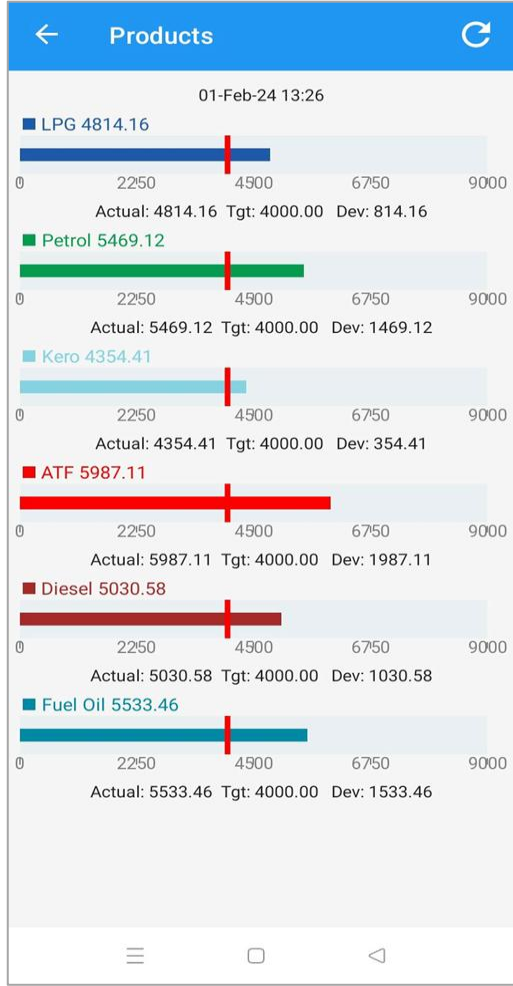 Products
01-Feb-24 13:26
LPG 4814.16
0 2250 4500 6750 9000
Actual: 4814.16 Tgt: 4000.00 Dev: 814.16
Petrol 5469.12
0 2250 4500 6750 9000
Actual: 5469.12 Tgt: 4000.00 Dev: 1469.12
Kero 4354.41
0 2250 4500 6750 9000
Actual: 4354.41 Tgt: 4000.00 Dev: 354.41
ATF 5987.11
0 2250 4500 6750 9000
Actual: 5987.11 Tgt: 4000.00 Dev: 1987.11
Diesel 5030.58
0 2250 4500 6750 9000
Actual: 5030.58 Tgt: 4000.00 Dev: 1030.58
Fuel Oil 5533.46
0 2250 4500 6750 9000
Actual: 5533.46 Tgt: 4000.00 Dev: 1533.46